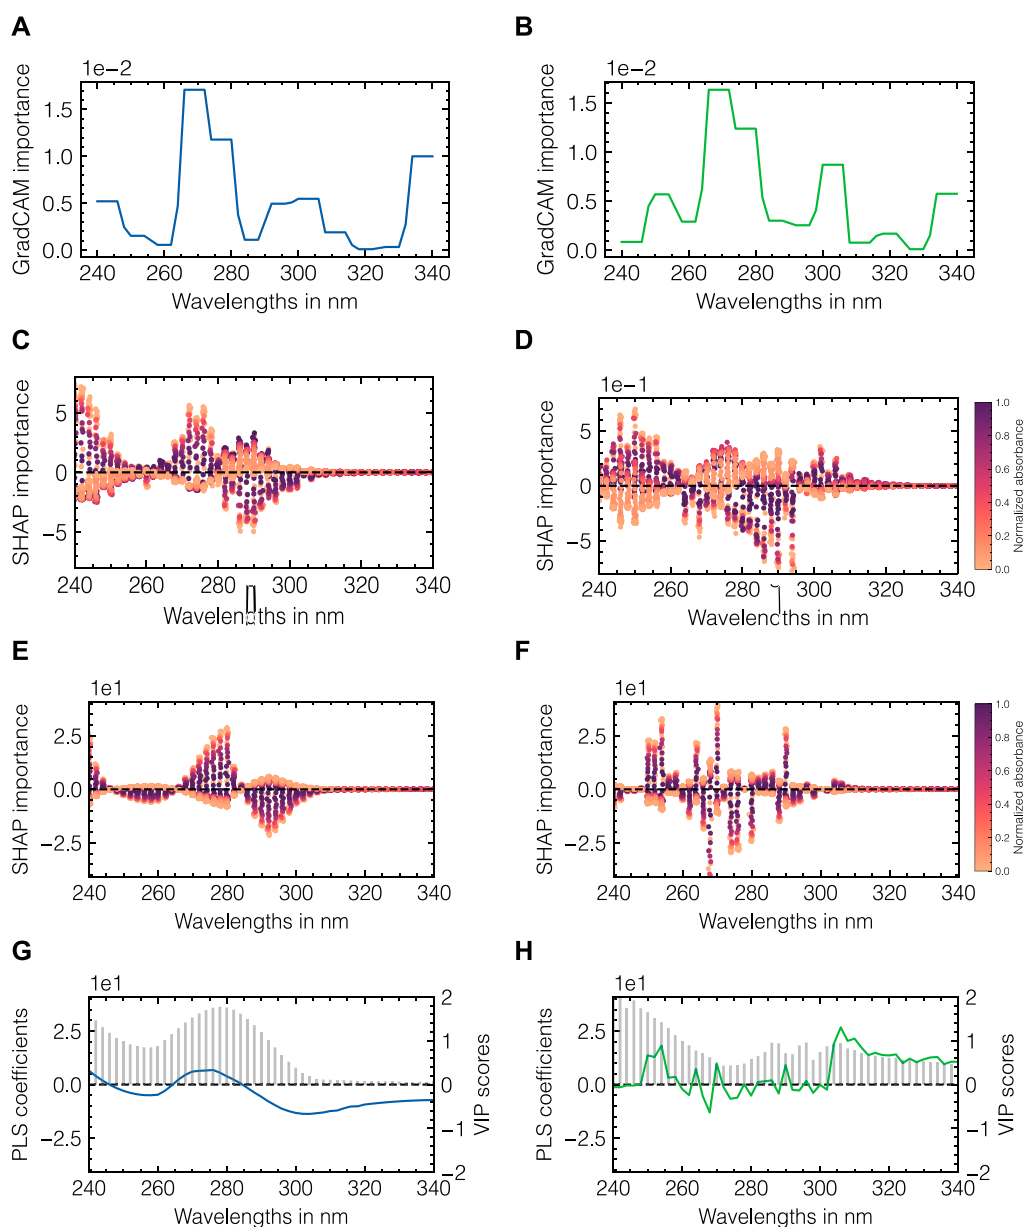 A
B
1e−2
1e−2
GradCAM importance
1.5
1.0
0.5
0.0
240 260 280 300 320 340
Wavelengths in nm
GradCAM importance
1.5
1.0
0.5
0.0
240 260 280 300 320 340
Wavelengths in nm
C
D
SHAP importance
5
0
−5
240 260 280 300 320 340
Wavelengths in nm
1e−1
SHAP importance
5
0
−5
240 260 280 300 320 340
Wavelengths in nm
1.0
0.8
0.6
0.4
0.2
0.0
Normalized absorbance
E
F
1e1
SHAP importance
2.5
0.0
−2.5
240 260 280 300 320 340
Wavelengths in nm
1e1
SHAP importance
2.5
0.0
−2.5
240 260 280 300 320 340
Wavelengths in nm
1.0
0.8
0.6
0.4
0.2
0.0
Normalized absorbance
G
H
1e1
PLS coefficients
2.5
0.0
−2.5
2
1
0
−1
−2
VIP scores
240 260 280 300 320 340
Wavelengths in nm
1e1
PLS coefficients
2.5
0.0
−2.5
2
1
0
−1
−2
VIP scores
240 260 280 300 320 340
Wavelengths in nm